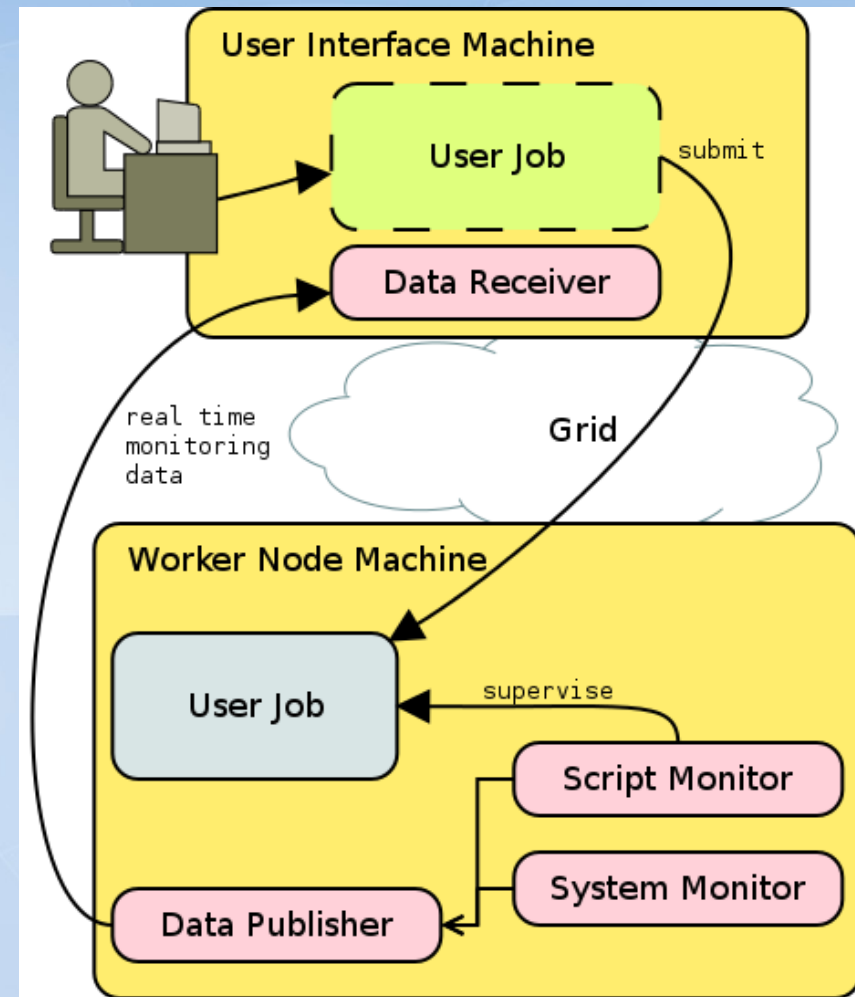 User Interface Machine
User Job
submit
Data Receiver
real time
monitoring
data
Grid
Worker Node Machine
User Job
supervise
Script Monitor
System Monitor
Data Publisher